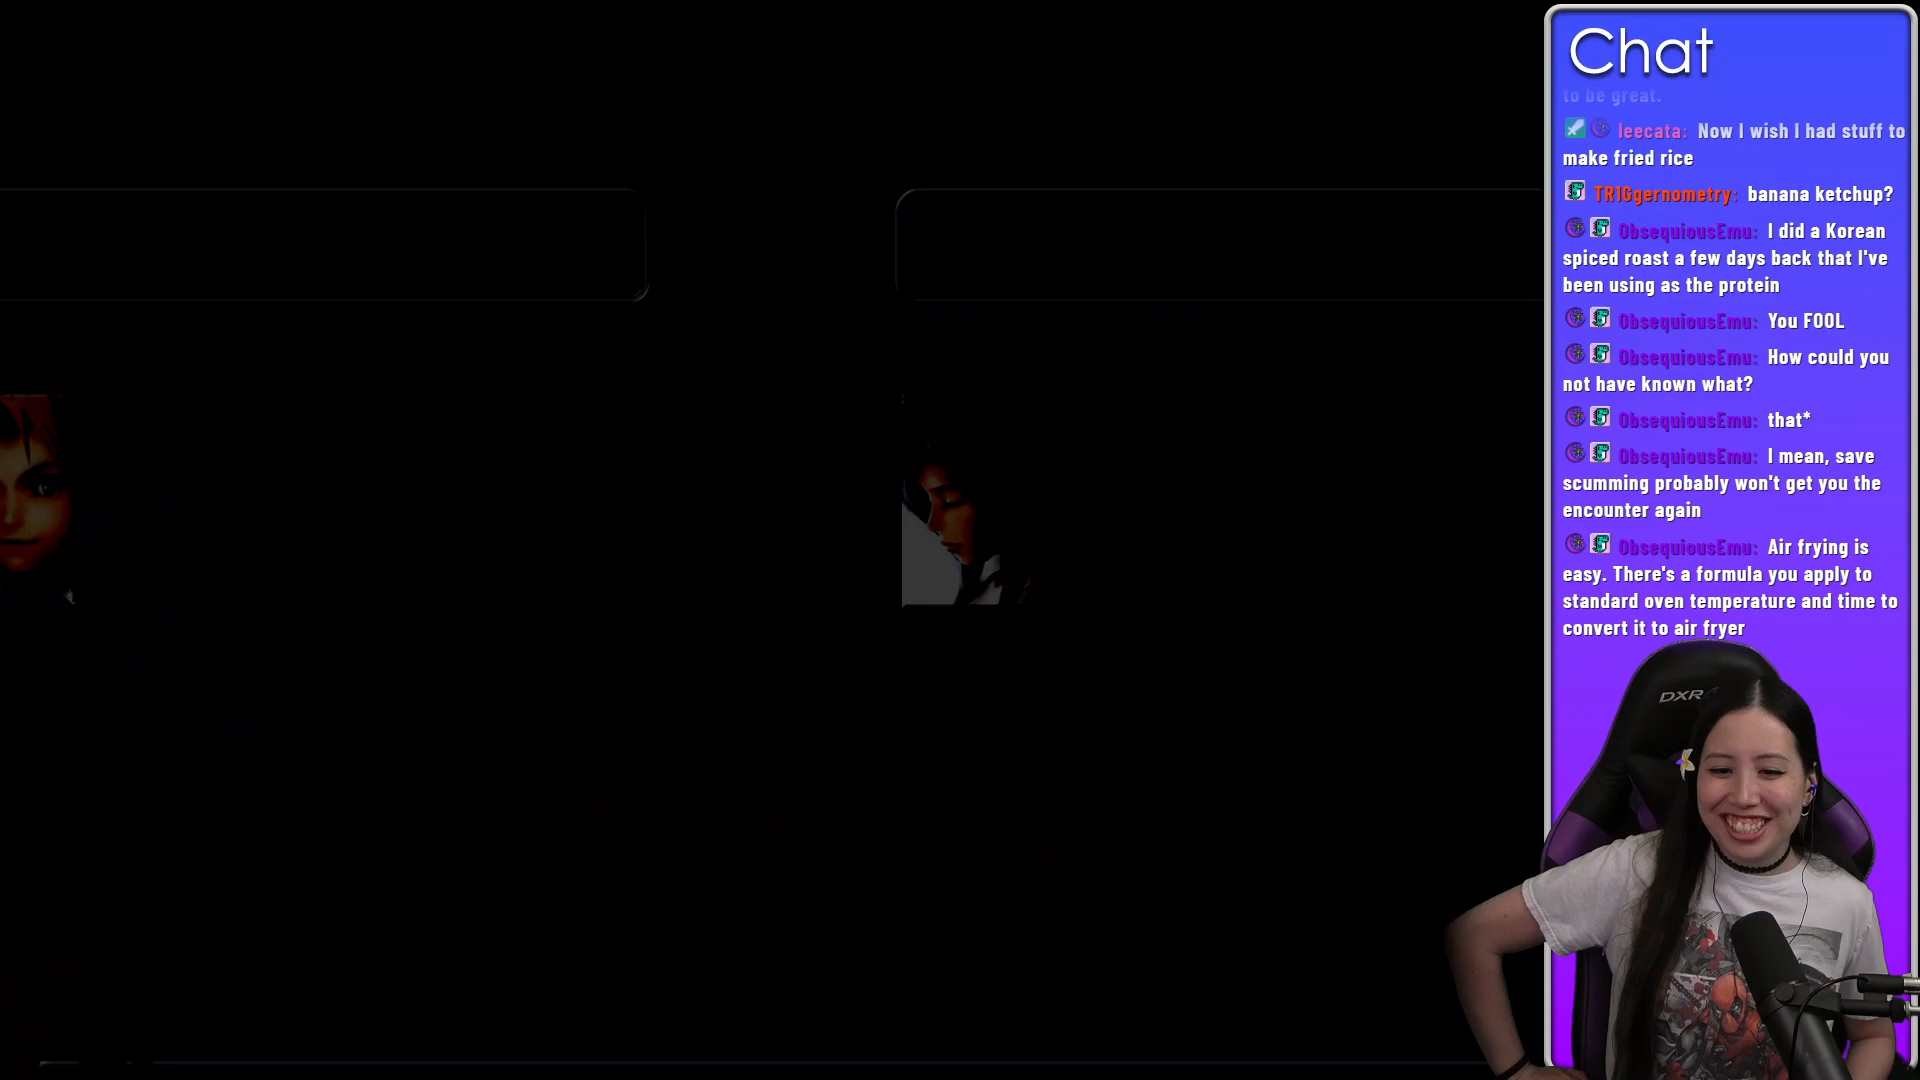 Chat
to be great.
leecata: Now I wish I had stuff to
make fried rice
TR1Ggernometry: banana ketchup?
ObsequiousEmu: I did a Korean
spiced roast a few days back that I've
been using as the protein
ObsequiousEmu: You FOOL
ObsequiousEmu: How could you
not have known what?
ObsequiousEmu: that*
ObsequiousEmu: I mean, save
scumming probably won't get you the
encounter again
ObsequiousEmu: Air frying is
easy. There's a formula you apply to
standard oven temperature and time to
convert it to air fryer
DXR